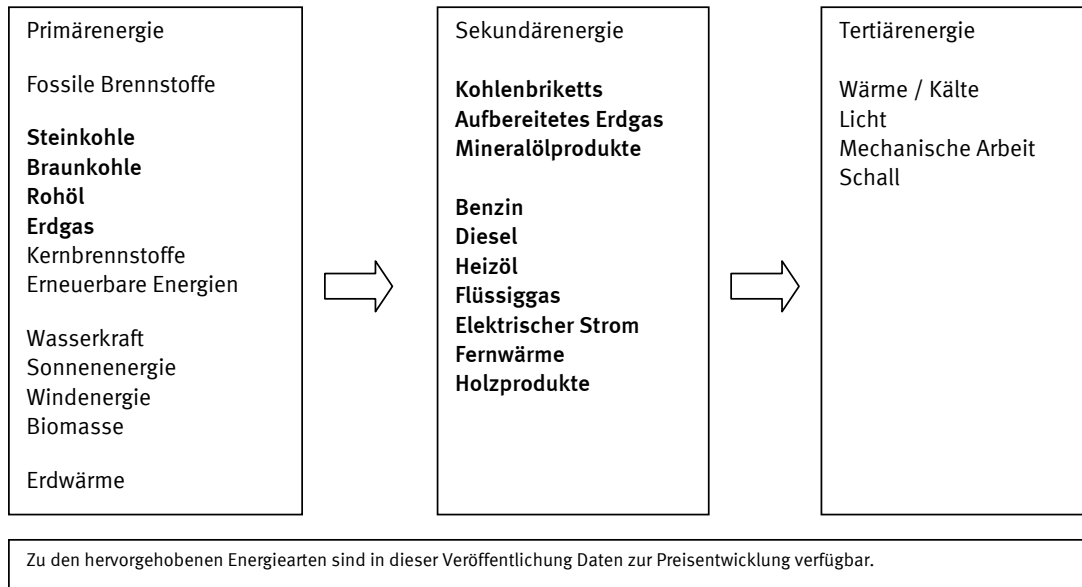 Primärenergie
Fossile Brennstoffe
Steinkohle
Braunkohle
Rohöl
Erdgas
Kernbrennstoffe
Erneuerbare Energien
Wasserkraft
Sonnenenergie
Windenergie
Biomasse
Erdwärme
Sekundärenergie
Kohlenbriketts
Aufbereitetes Erdgas
Mineralölprodukte
Benzin
Diesel
Heizöl
Flüssiggas
Elektrischer Strom
Fernwärme
Holzprodukte
Tertiärenergie
Wärme / Kälte
Licht
Mechanische Arbeit
Schall
Zu den hervorgehobenen Energiearten sind in dieser Veröffentlichung Daten zur Preisentwicklung verfügbar.